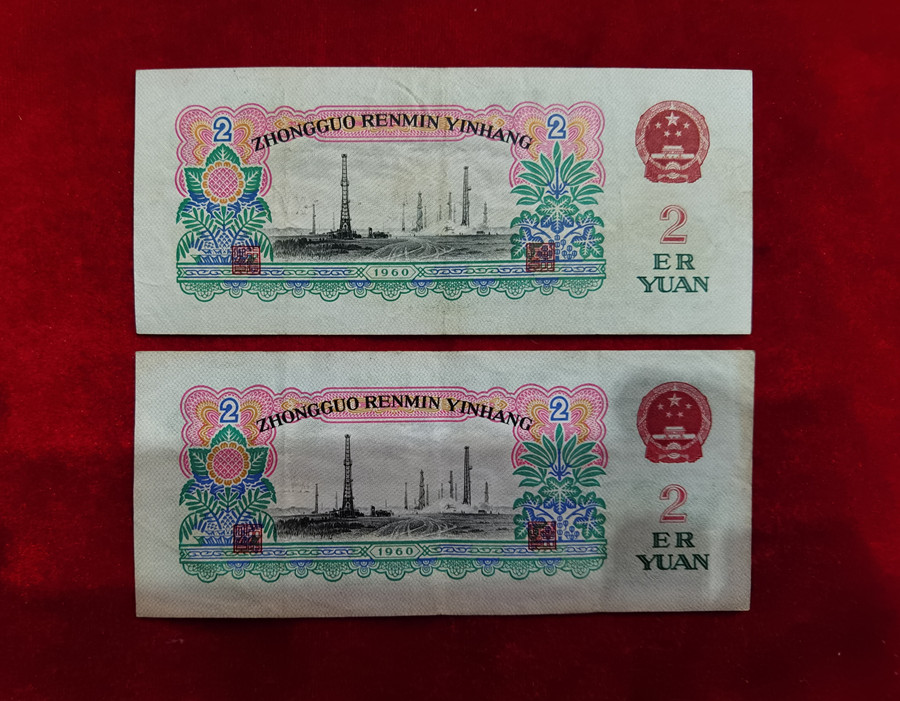 2 ZHONGGUO RENMIN YINHANG 2
2
ER
YUAN
1960
2 ZHONGGUO RENMIN YINHANG 2
2
ER
YUAN
1960